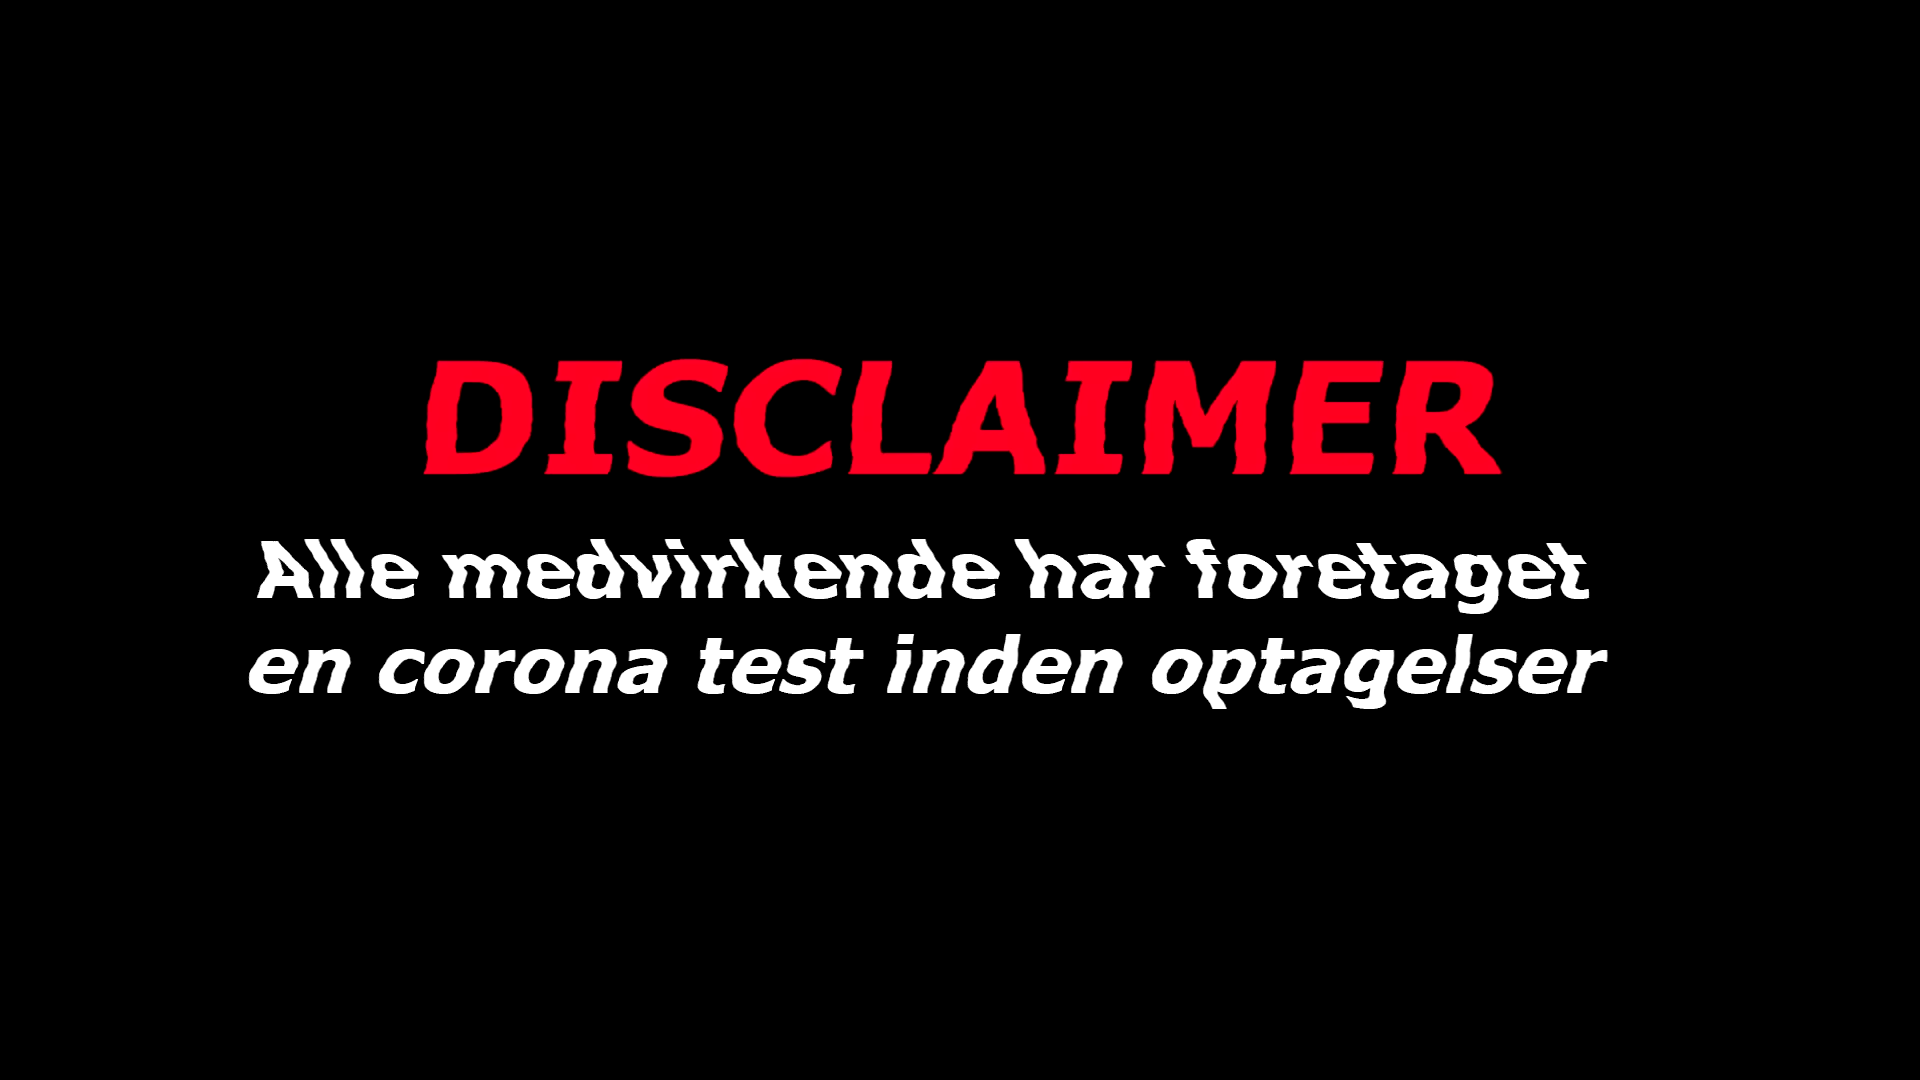 DISCLAIMER
Alle medvirkende har foretaget
en corona test inden optagelser